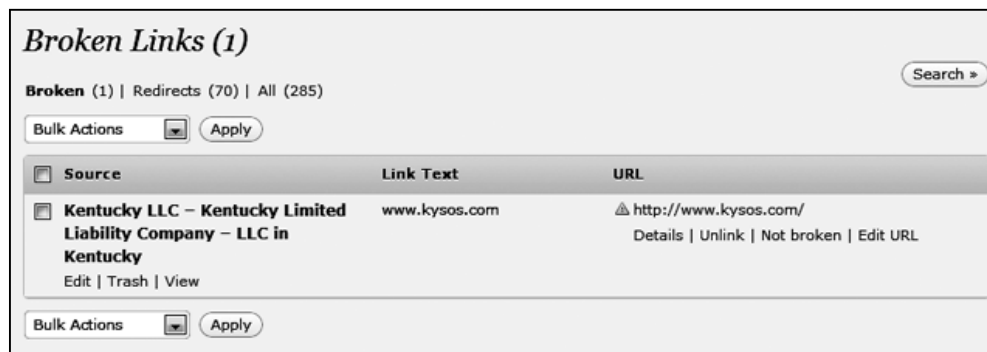 Broken Links (1)
Search »
Broken (1) | Redirects (70) | All (285)
Bulk Actions Apply
Source Link Text URL
Kentucky LLC – Kentucky Limited www.kysos.com http://www.kysos.com/
Liability Company – LLC in Details | Unlink | Not broken | Edit URL
Kentucky
Edit | Trash | View
Bulk Actions Apply